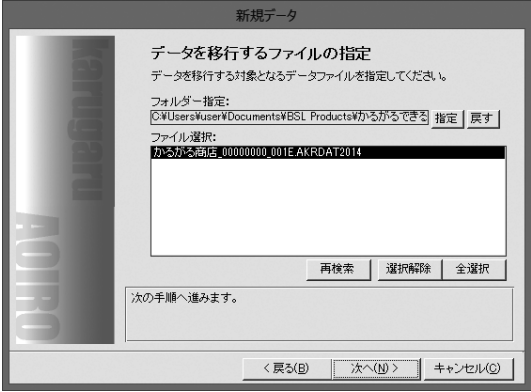 新規データ
karugaru
AOIRO
データを移行するファイルの指定
データを移行する対象となるデータファイルを指定してください。
フォルダー指定:
C:¥Users¥user¥Documents¥BSL Products¥かるがるできる 指定 戻す
ファイル選択:
かるがる商店_00000000_001E.AKRDAT2014
再検索 選択解除 全選択
次の手順へ進みます。
< 戻る(B) 次へ(N) > キャンセル(C)